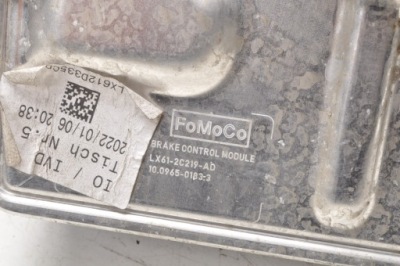 FoMoCo
BRAKE CONTROL MODULE
LX61-2C219-AD
10.0965-0183:3
LX612D335CD
2022/01/06 20:38
Tisch Nr.:5
IO / IVD